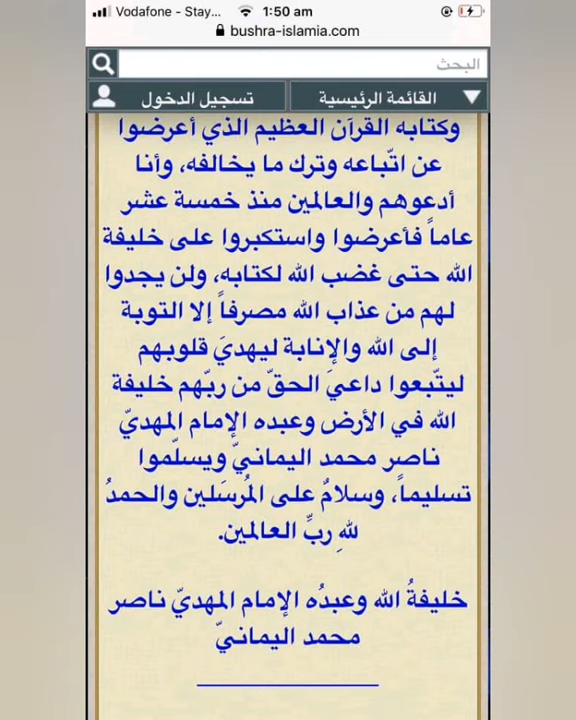 Vodafone - Stay... 1:50 am
bushra-islamia.com
البحث
القائمة الرئيسية تسجيل الدخول
وكتابه القرآن العظيم الذي أعرضوا
عن اتّباعه وترك ما يخالفه، وأنا
أدعوهم والعالمين منذ خمسة عشر
عاماً فأعرضوا واستكبروا على خليفة
الله حتى غضب الله لكتابه، ولن يجدوا
لهم من عذاب الله مصرفاً إلا التوبة
إلى الله والإنابة ليهديَ قلوبهم
ليتّبعوا داعيَ الحقّ من ربّهم خليفة
الله في الأرض وعبده الإمام المهديّ
ناصر محمد اليمانيّ ويسلّموا
تسليماً، وسلامٌ على المُرسَلين والحمدُ
للهِ ربِّ العالمين.
خليفةُ الله وعبدُه الإمام المهديّ ناصر
محمد اليمانيّ